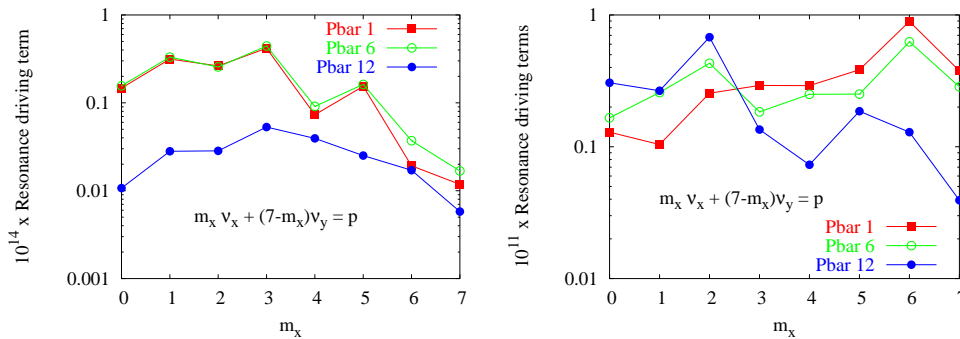 10^14 x Resonance driving term
1
0.1
0.01
0.001
Pbar 1
Pbar 6
Pbar 12
m_x ν_x + (7-m_x)ν_y = p
0 1 2 3 4 5 6 7
m_x
10^11 x Resonance driving terms
1
0.1
0.01
m_x ν_x + (7-m_x)ν_y = p
Pbar 1
Pbar 6
Pbar 12
0 1 2 3 4 5 6 7
m_x